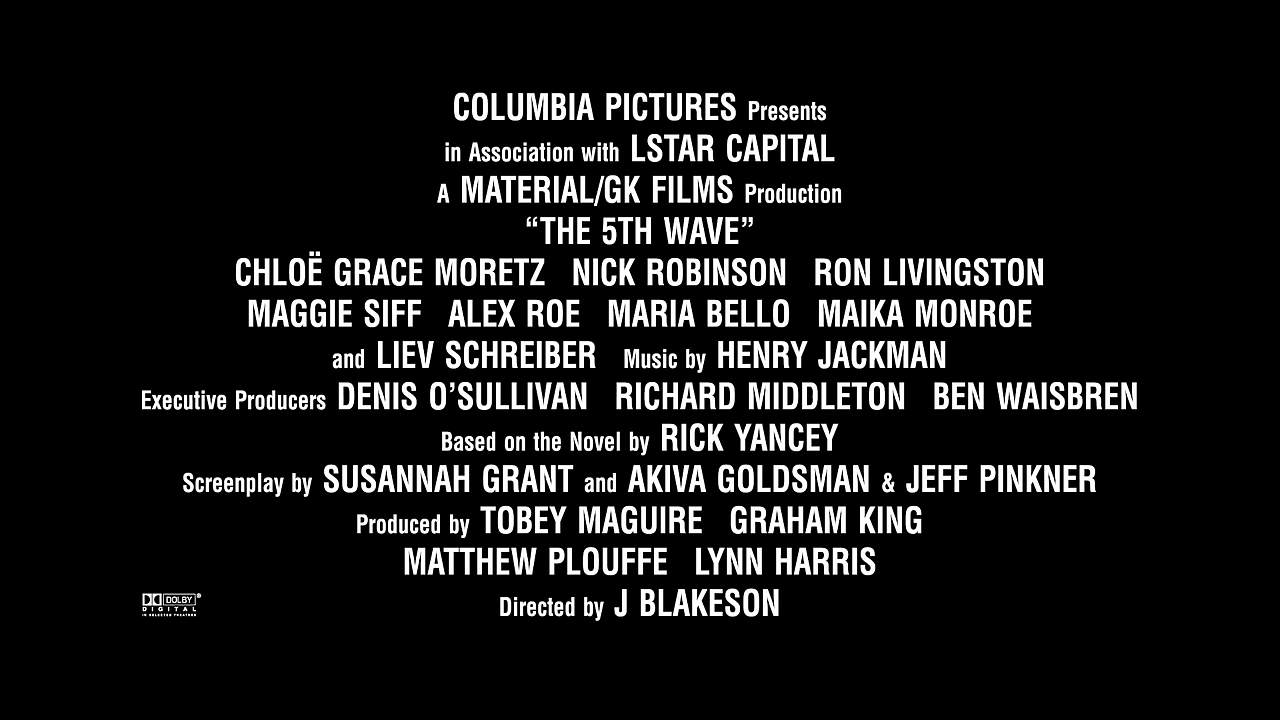 COLUMBIA PICTURES Presents
in Association with LSTAR CAPITAL
A MATERIAL/GK FILMS Production
“THE 5TH WAVE”
CHLOË GRACE MORETZ NICK ROBINSON RON LIVINGSTON
MAGGIE SIFF ALEX ROE MARIA BELLO MAIKA MONROE
and LIEV SCHREIBER Music by HENRY JACKMAN
Executive Producers DENIS O’SULLIVAN RICHARD MIDDLETON BEN WAISBREN
Based on the Novel by RICK YANCEY
Screenplay by SUSANNAH GRANT and AKIVA GOLDSMAN & JEFF PINKNER
Produced by TOBEY MAGUIRE GRAHAM KING
MATTHEW PLOUFFE LYNN HARRIS
Directed by J BLAKESON
DOLBY®
DIGITAL
IN SELECTED THEATRES